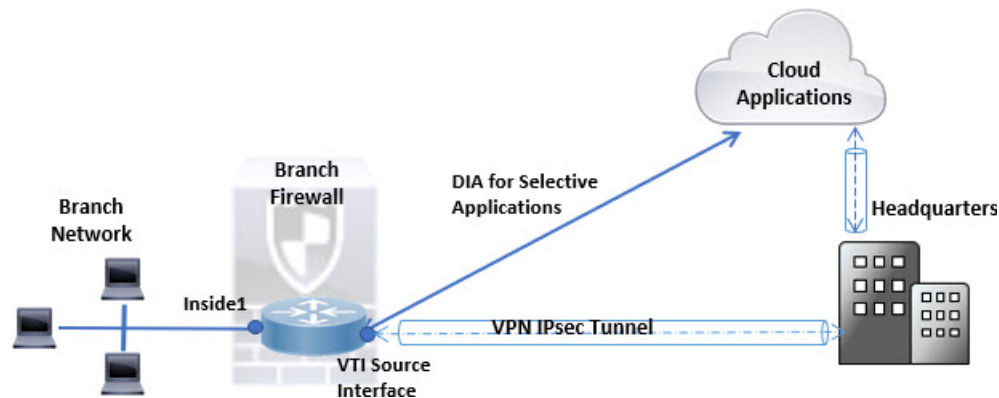 Cloud
Applications
Branch
Firewall
DIA for Selective
Applications
Branch
Network
Headquarters
Inside1
VPN IPsec Tunnel
VTI Source
Interface